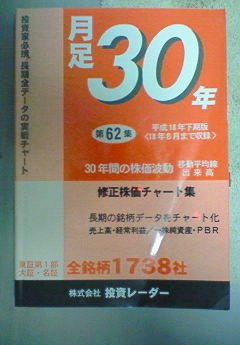 投資家必携、長期全データの実戦チャート
月足30年
第62集
平成18年下期版
<18年6月まで収録>
30年間の株価波動
移動平均線
出来高
修正株価チャート集
長期の銘柄データをチャート化
売上高・経常利益／一株純資産・PBR
東証第1部
大証・名証
全銘柄1738社
株式会社 投資レーダー